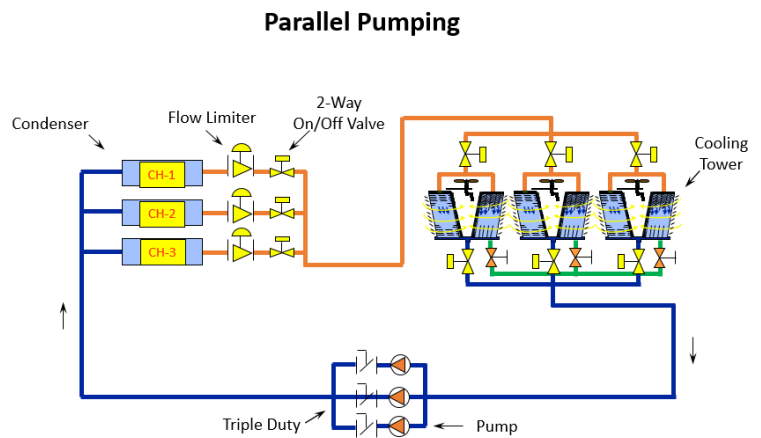 Parallel Pumping
Condenser
Flow Limiter
2-Way
On/Off Valve
Cooling
Tower
CH-1
CH-2
CH-3
Triple Duty
Pump